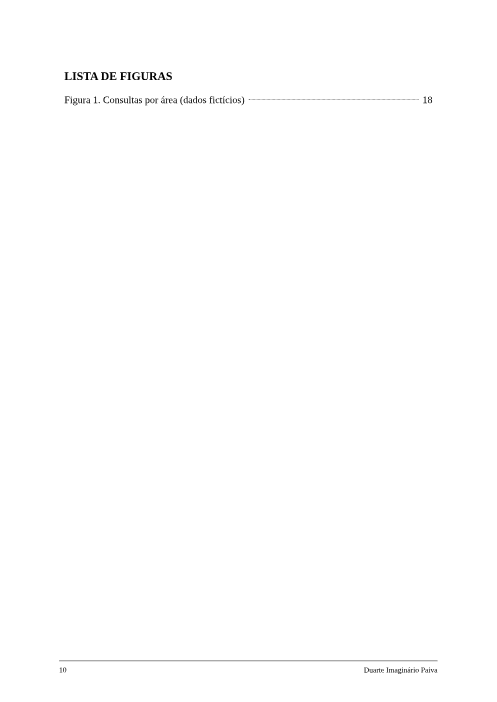 LISTA DE FIGURAS
Figura 1. Consultas por área (dados fictícios) 18
10 Duarte Imaginário Paiva